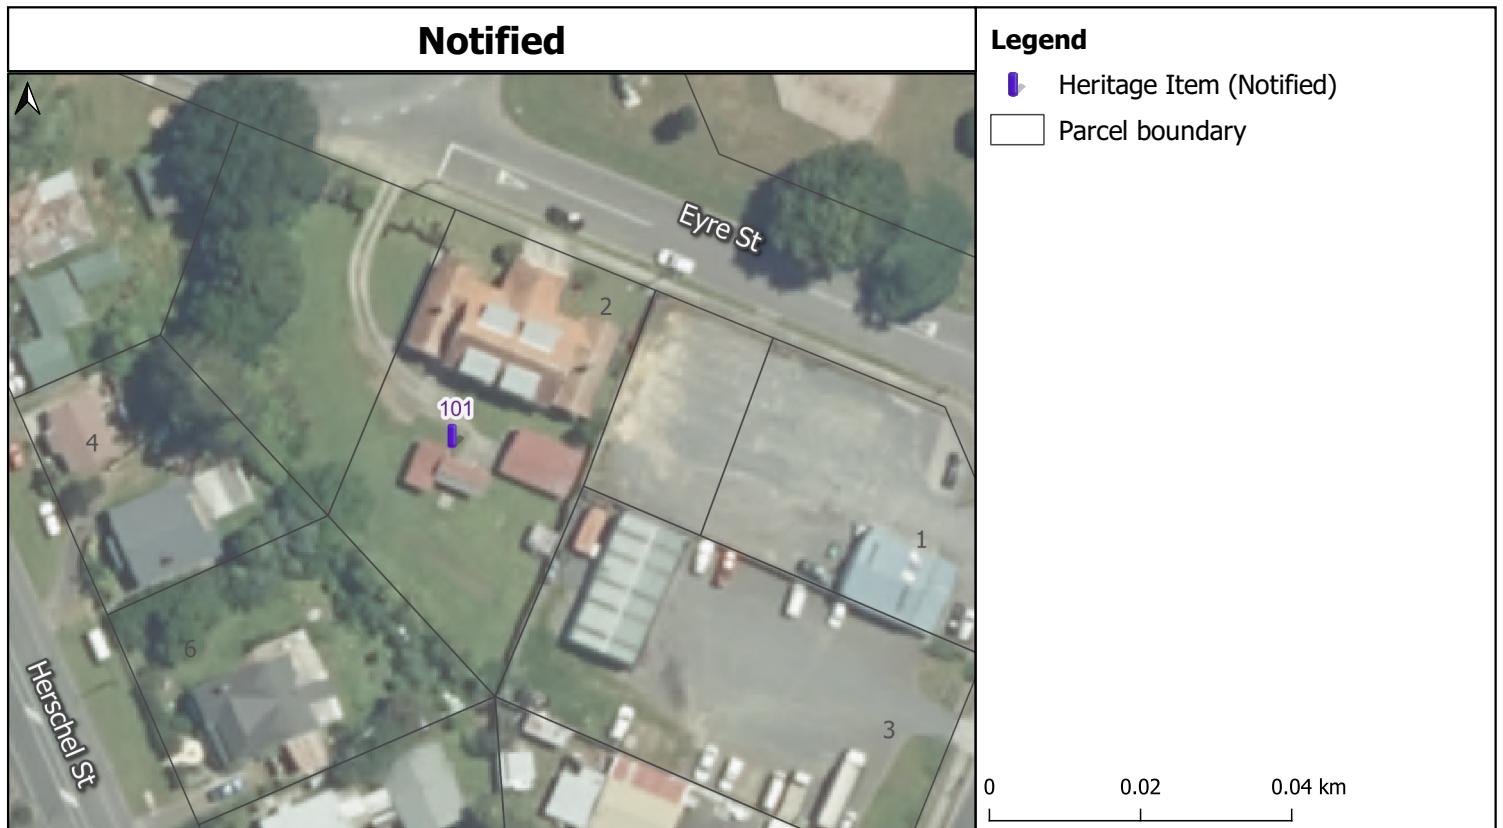 Notified
Legend
Heritage Item (Notified)
Parcel boundary
Eyre St
2
101
4
1
6
Herschel St
3
0 0.02 0.04 km